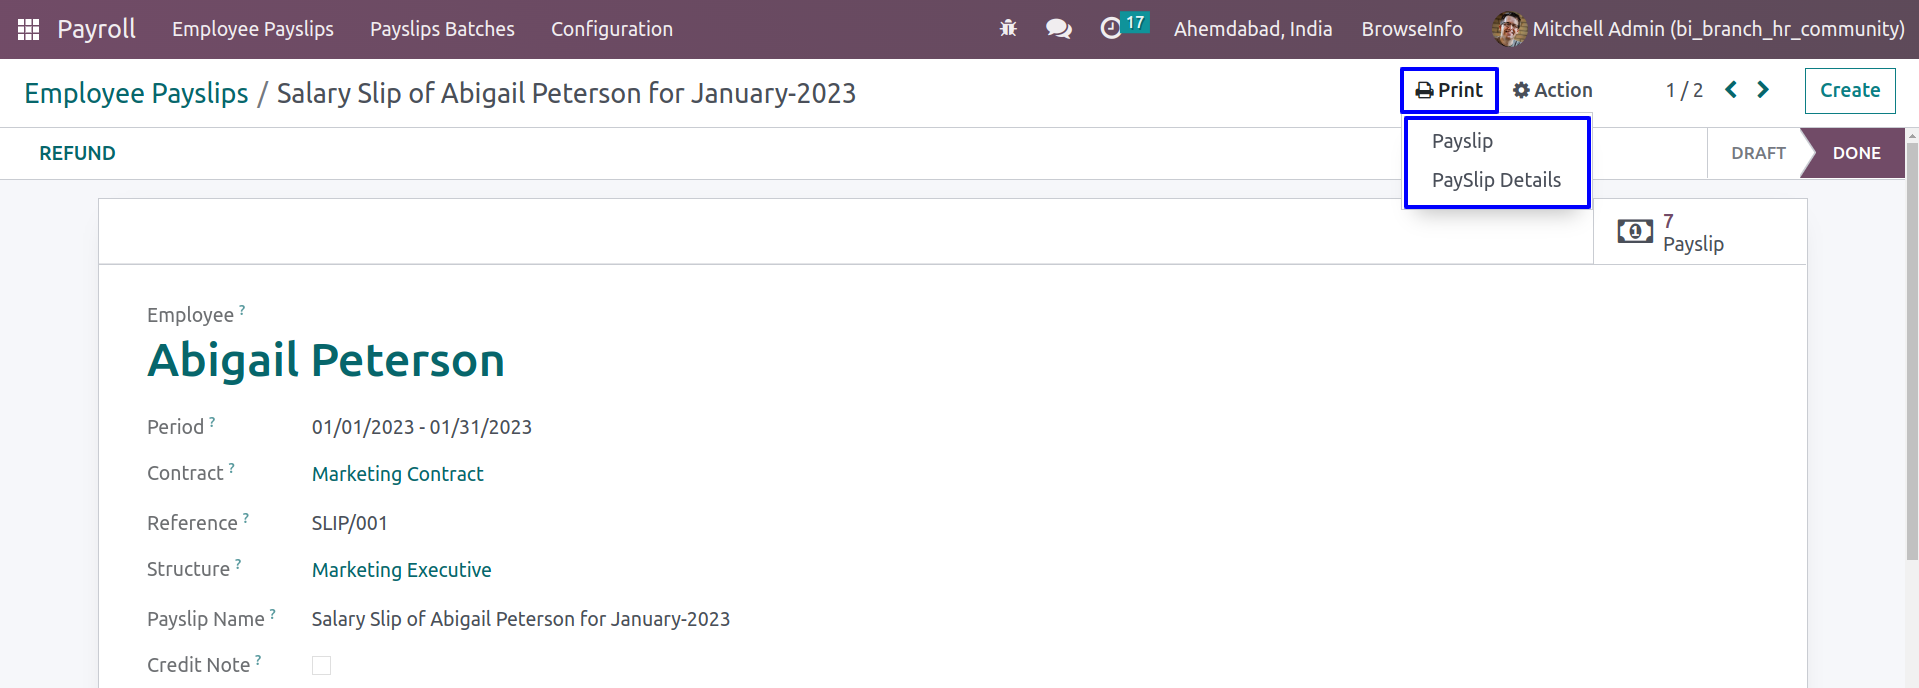 Payroll Employee Payslips Payslips Batches Configuration 17 Ahemdabad, India BrowseInfo Mitchell Admin (bi_branch_hr_community)
Employee Payslips / Salary Slip of Abigail Peterson for January-2023 Print Action 1 / 2 Create
REFUND DRAFT DONE
Payslip
PaySlip Details
7
Payslip
Employee ?
Abigail Peterson
Period ? 01/01/2023 - 01/31/2023
Contract ? Marketing Contract
Reference ? SLIP/001
Structure ? Marketing Executive
Payslip Name ? Salary Slip of Abigail Peterson for January-2023
Credit Note ?